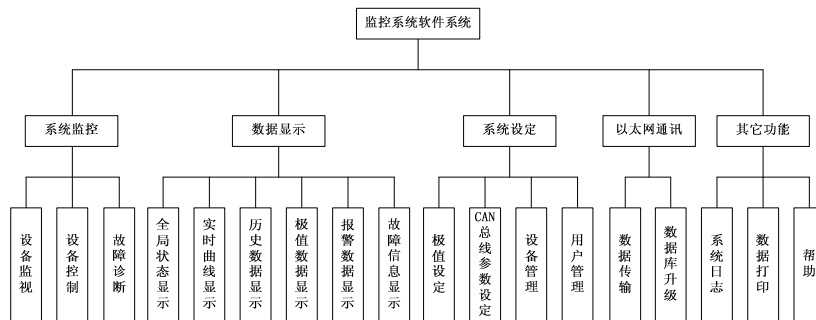 监控系统软件系统
系统监控
数据显示
系统设定
以太网通讯
其它功能
设备监视
设备控制
故障诊断
全局状态显示
实时曲线显示
历史数据显示
极值数据显示
报警数据显示
故障信息显示
极值设定
CAN总线参数设定
设备管理
用户管理
数据传输
数据库升级
系统日志
数据打印
帮助